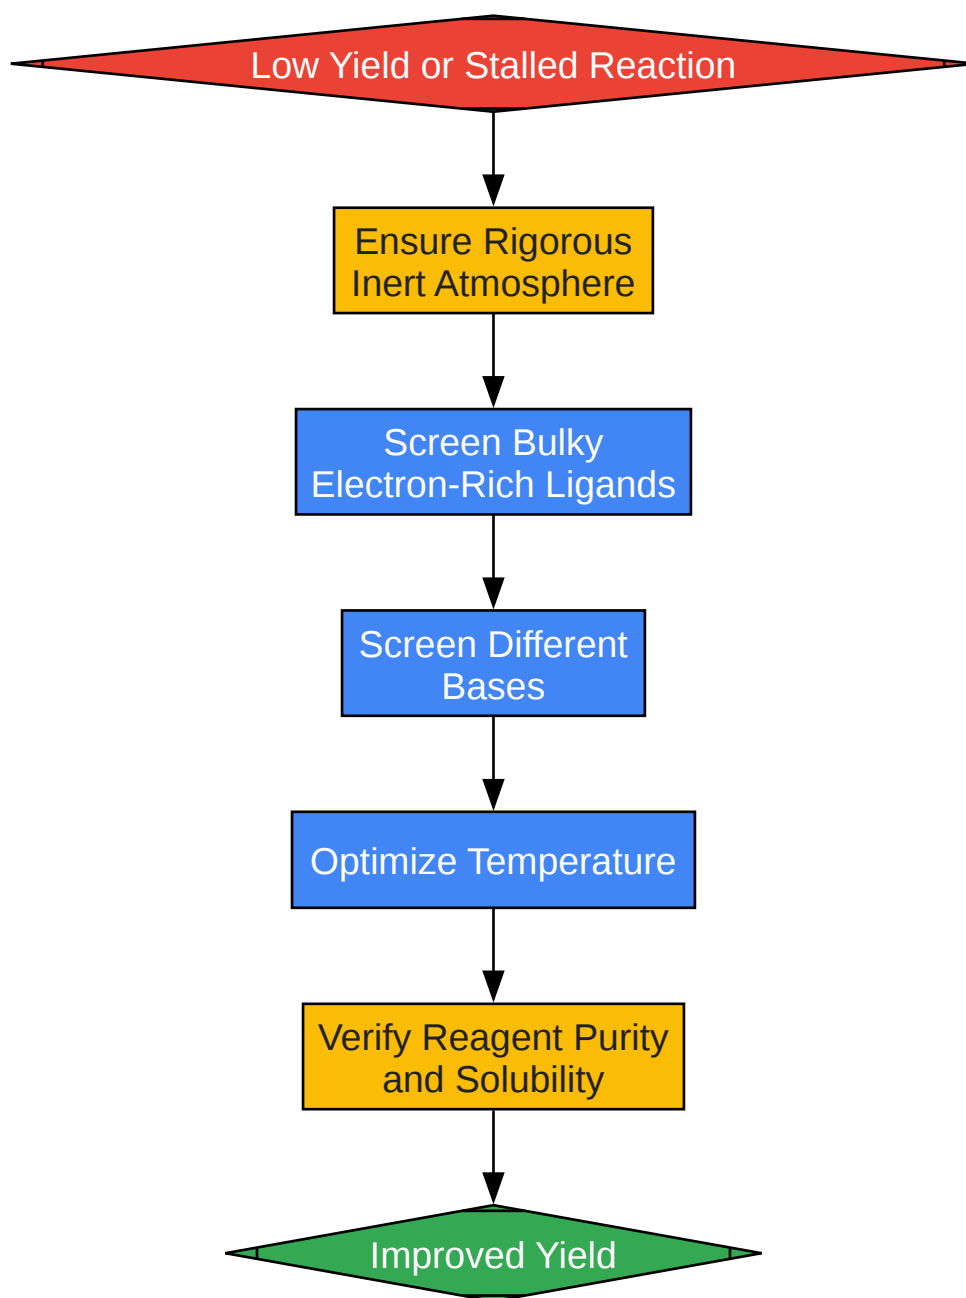 Low Yield or Stalled Reaction
Ensure Rigorous
Inert Atmosphere
Screen Bulky
Electron-Rich Ligands
Screen Different
Bases
Optimize Temperature
Verify Reagent Purity
and Solubility
Improved Yield